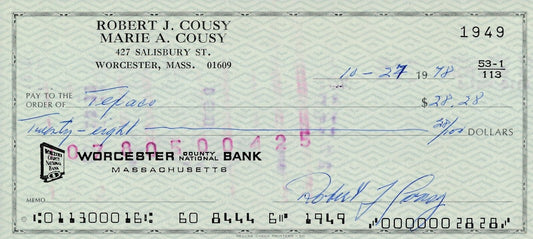 ROBERT J. COUSY
MARIE A. COUSY
427 SALISBURY ST.
WORCESTER, MASS. 01609
1949
10-27 1978
53-1
113
PAY TO THE
ORDER OF Texaco
$28.28
Twenty-eight 28/00 DOLLARS
WORCESTER COUNTY NATIONAL BANK
MASSACHUSETTS
Robert J Cousy
MEMO
⑆011300016⑆ 60 8444 6⑈ 1949 ⑈0000002828⑈